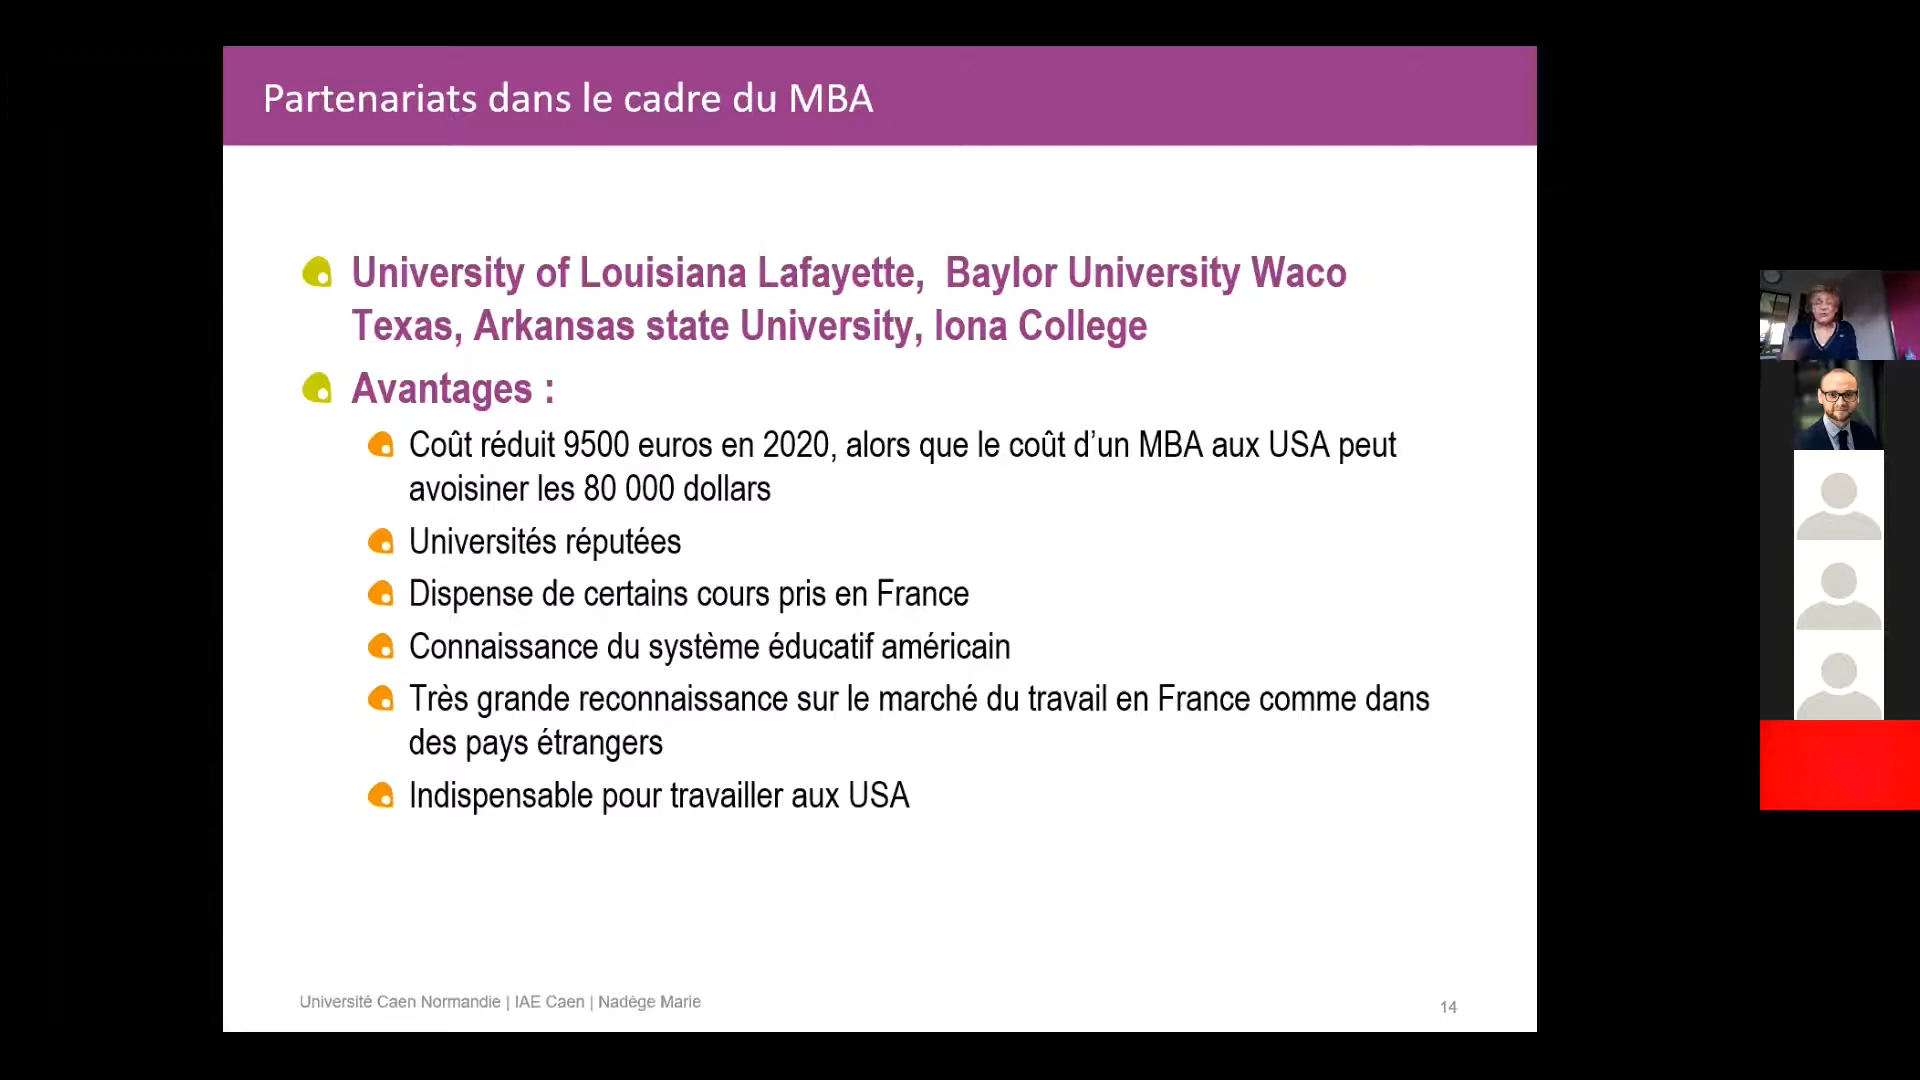 Partenariats dans le cadre du MBA
University of Louisiana Lafayette, Baylor University Waco
Texas, Arkansas state University, Iona College
Avantages :
Coût réduit 9500 euros en 2020, alors que le coût d’un MBA aux USA peut
avoisiner les 80 000 dollars
Universités réputées
Dispense de certains cours pris en France
Connaissance du système éducatif américain
Très grande reconnaissance sur le marché du travail en France comme dans
des pays étrangers
Indispensable pour travailler aux USA
Université Caen Normandie | IAE Caen | Nadège Marie
14